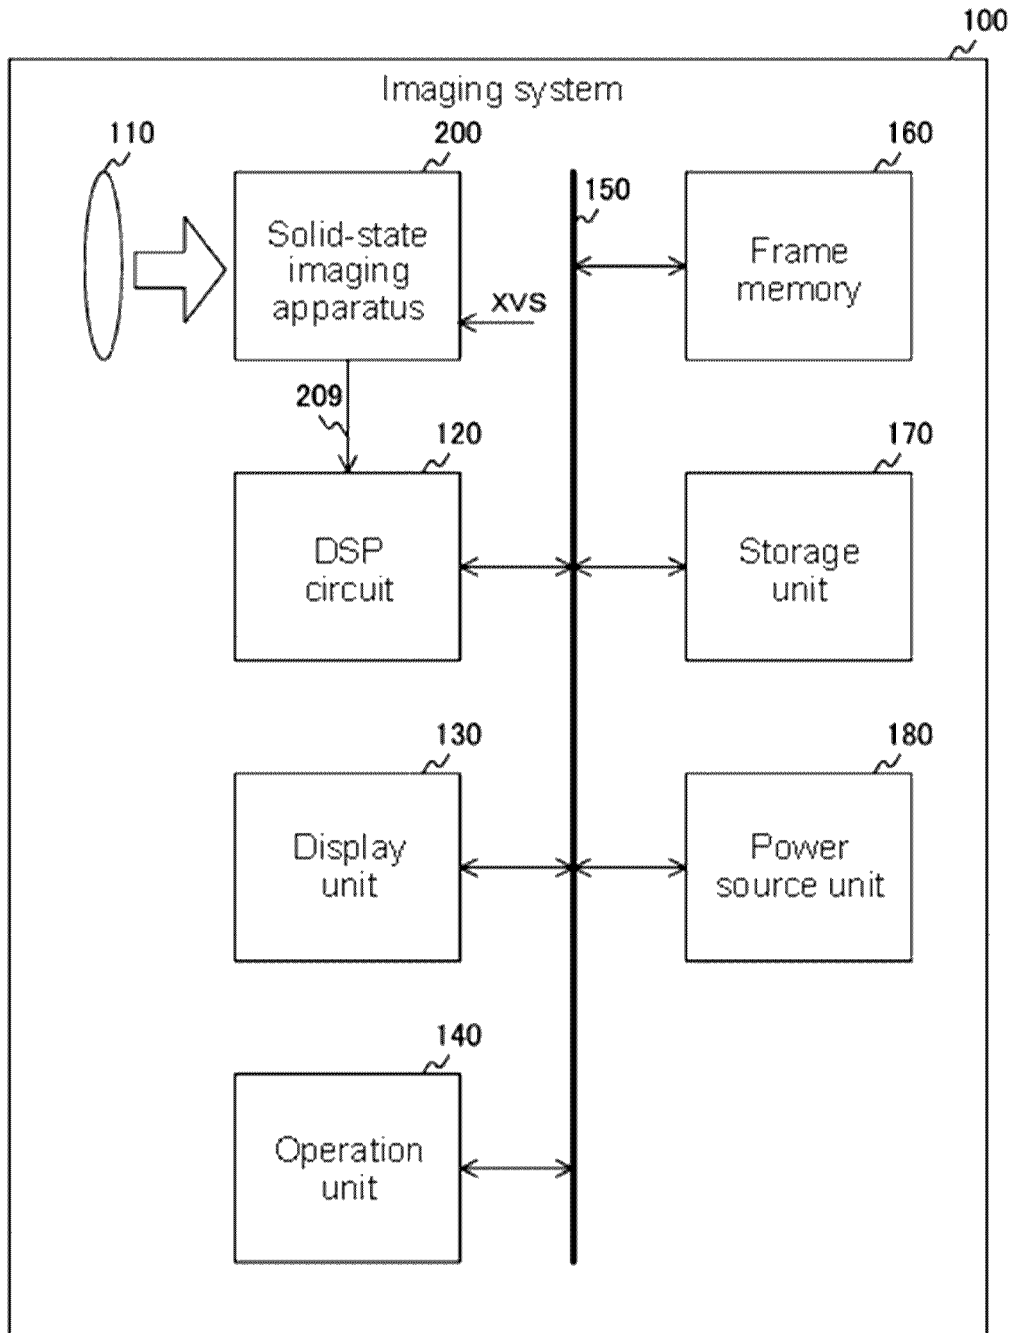 100
Imaging system
110
200
150
160
Solid-state
imaging
apparatus
XVS
Frame
memory
209
120
170
DSP
circuit
Storage
unit
130
180
Display
unit
Power
source unit
140
Operation
unit